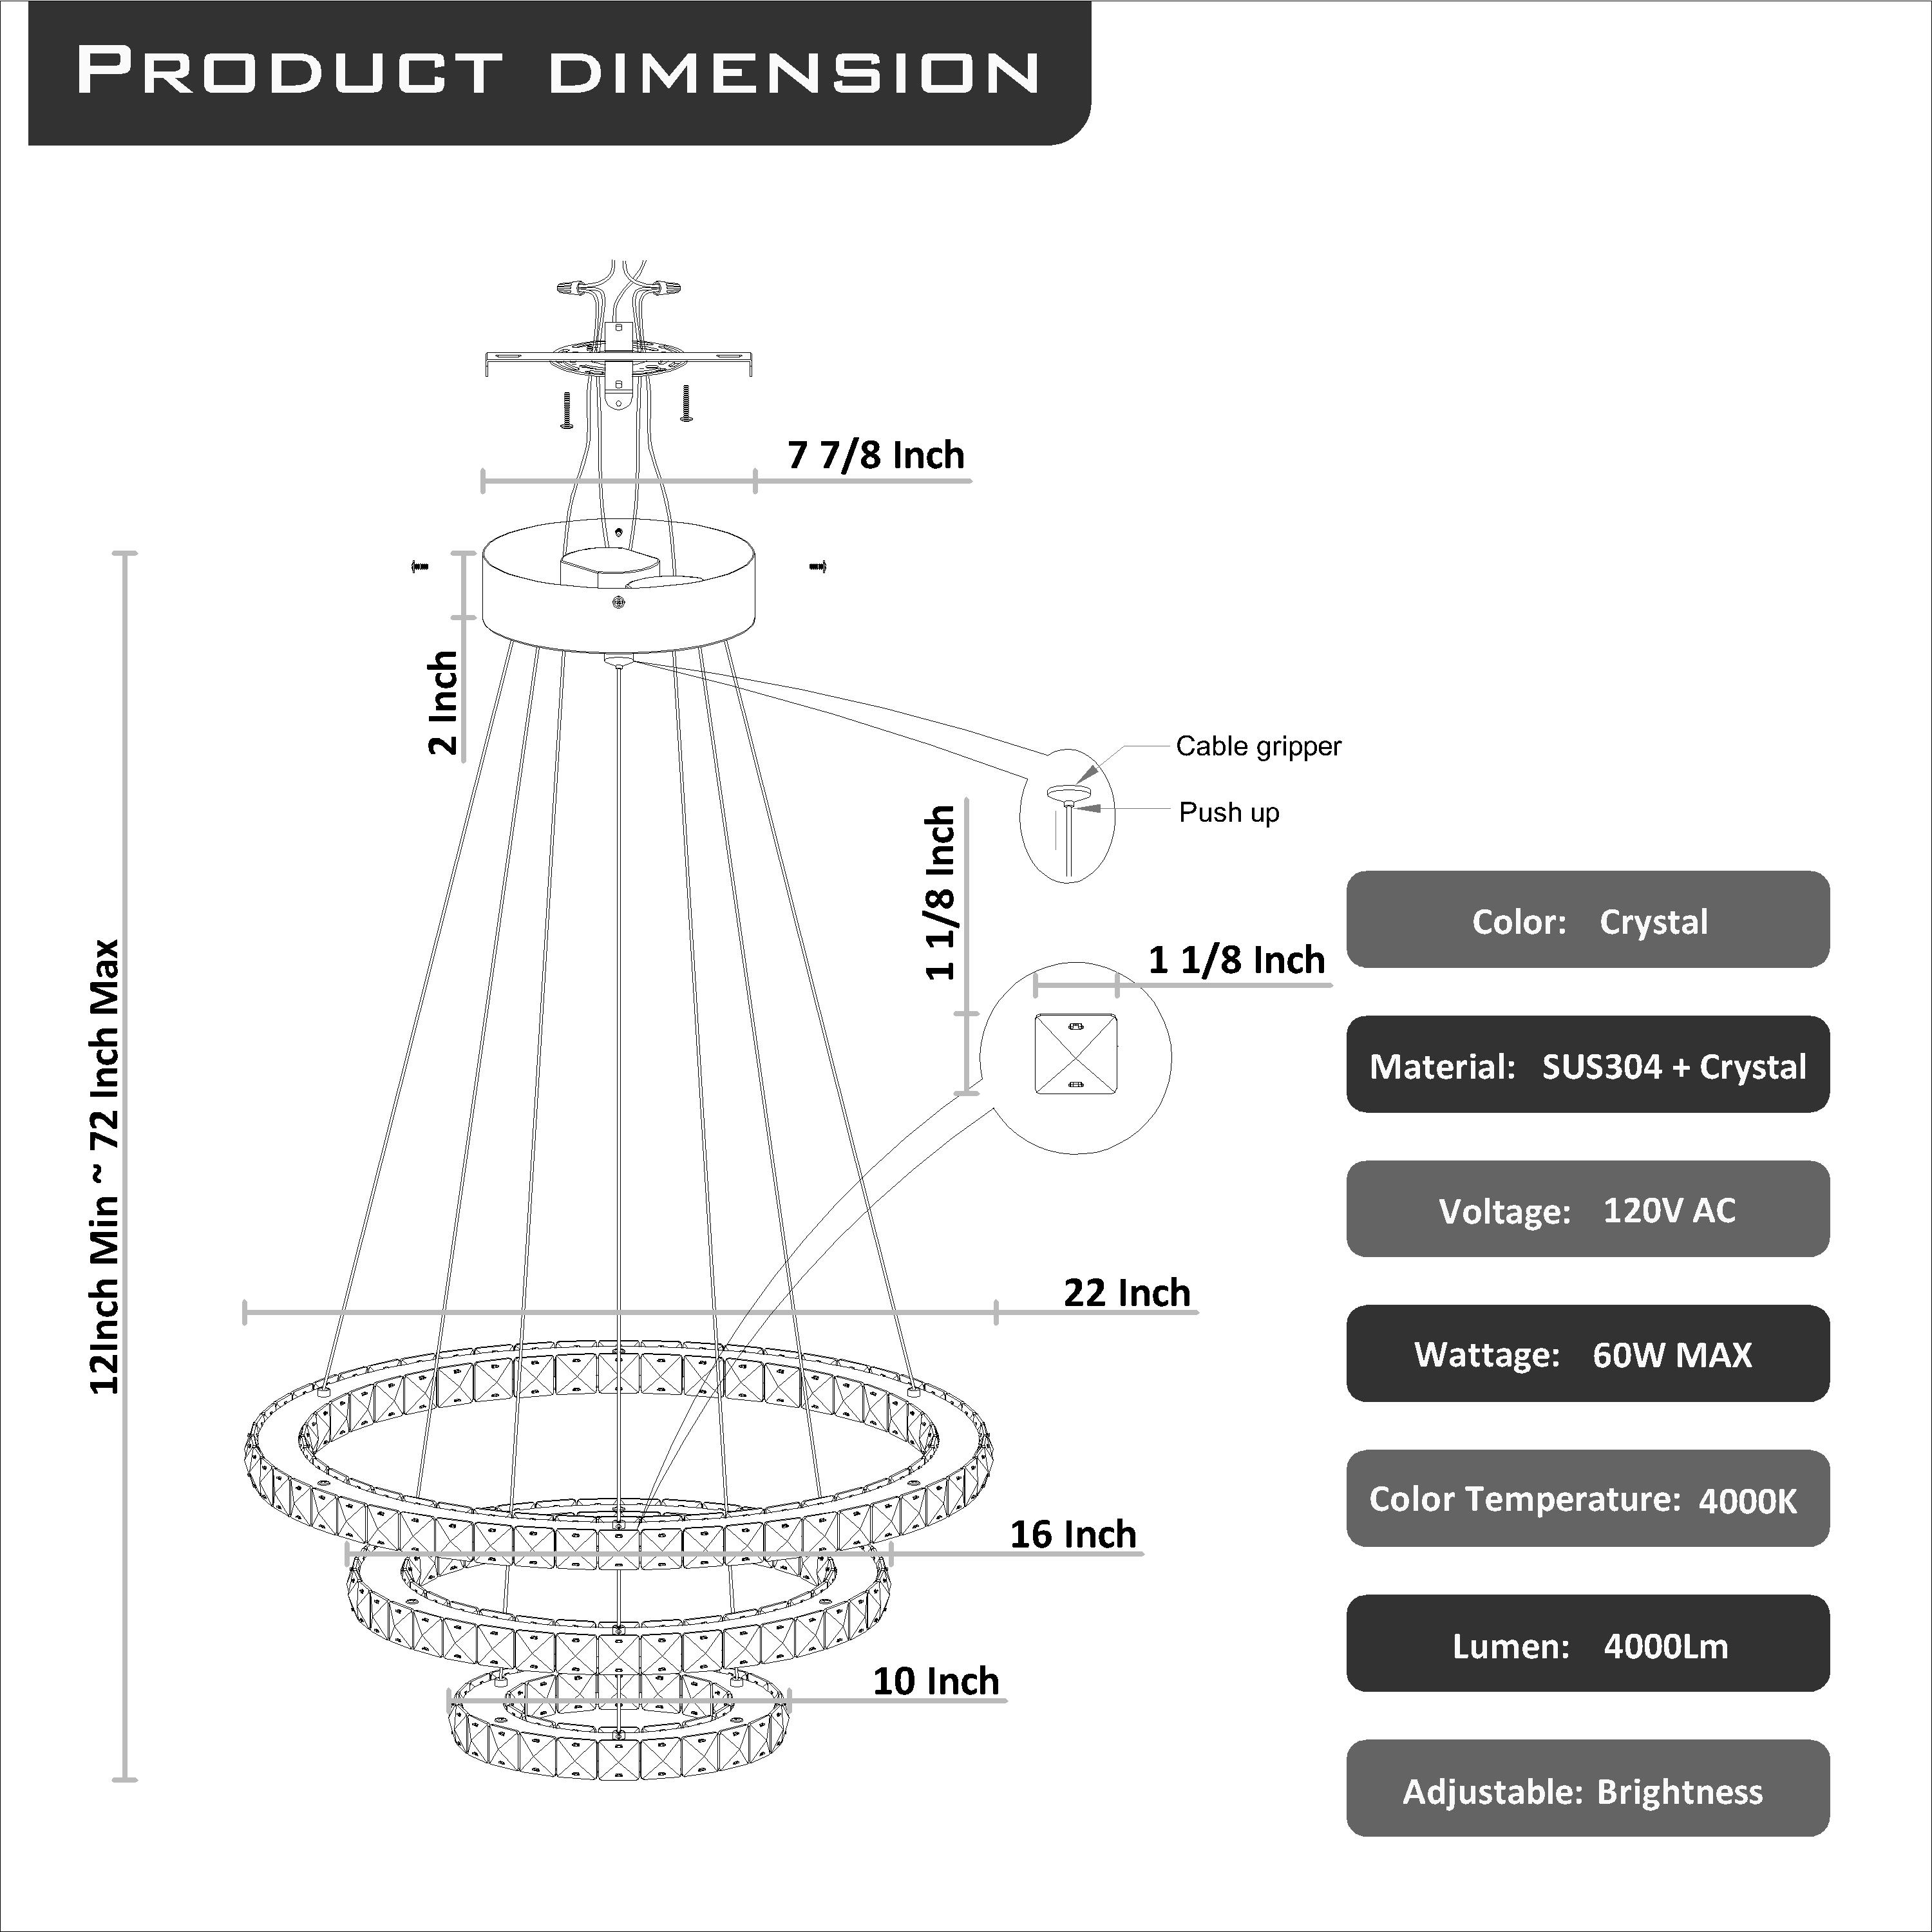 PRODUCT DIMENSION
7 7/8 Inch
2 Inch
Cable gripper
Push up
1 1/8 Inch
1 1/8 Inch
12Inch Min ~ 72 Inch Max
22 Inch
16 Inch
10 Inch
Color: Crystal
Material: SUS304 + Crystal
Voltage: 120V AC
Wattage: 60W MAX
Color Temperature: 4000K
Lumen: 4000Lm
Adjustable: Brightness